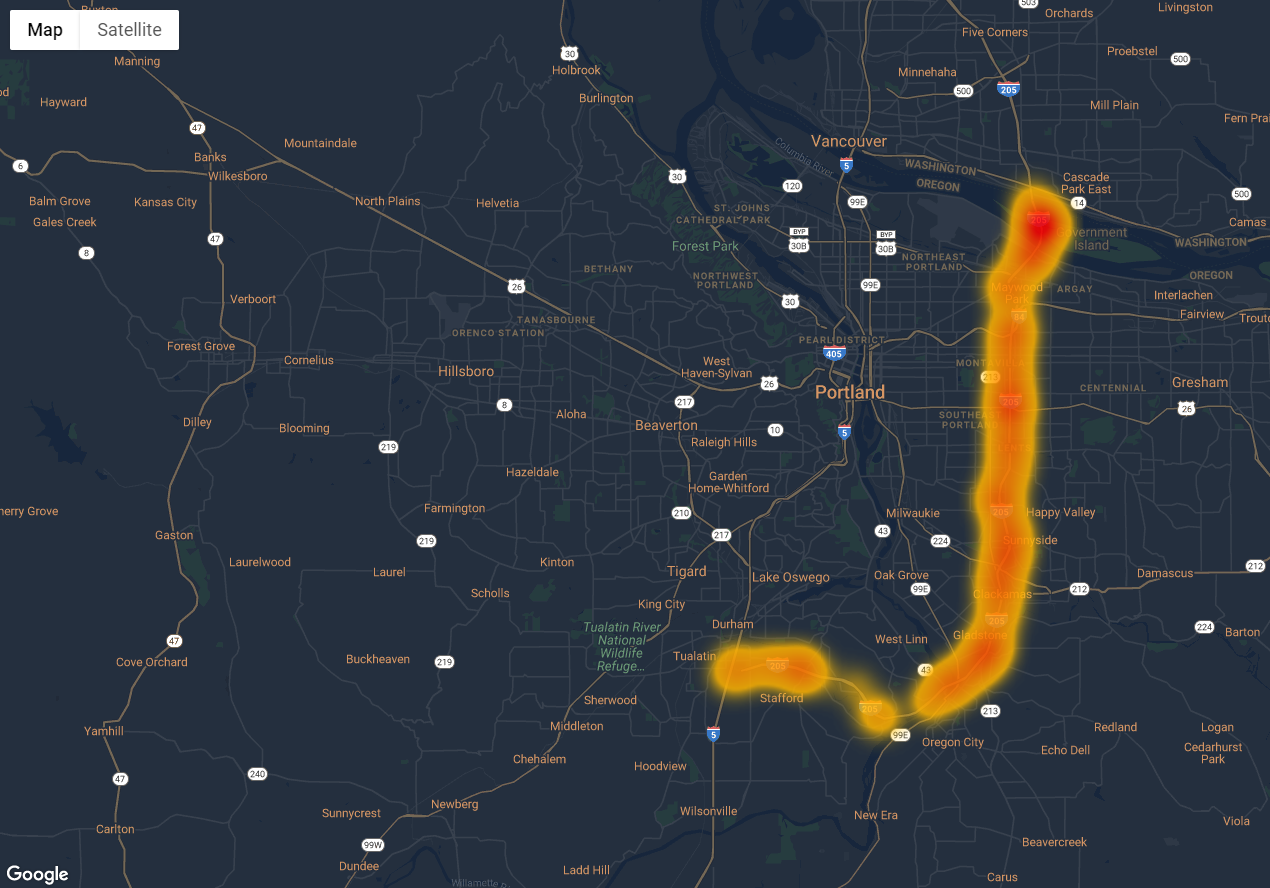 Buxton
503
Orchards
Livingston
Map
Satellite
Five Corners
30
Proebstel
500
Manning
Holbrook
Minnehaha
500
205
Hayward
Burlington
Mill Plain
Fern Prai
47
Vancouver
Mountaindale
Columbia River
Banks
5
WASHINGTON
6
Wilkesboro
30
120
OREGON
Cascade
Park East
500
Balm Grove
Kansas City
North Plains
Helvetia
99E
14
ST. JOHNS
CATHEDRAL PARK
205
Gales Creek
Camas
BYP
30B
BYP
30B
vernment
Island
47
Forest Park
WASHINGTON
8
NORTHEAST
PORTLAND
BETHANY
NORTHWEST
PORTLAND
OREGON
26
99E
Maywood
Park
ARGAY
Interlachen
Verboort
30
84
Fairview
Trouto
TANASBOURNE
ORENCO STATION
PEARL DISTRICT
Forest Grove
405
Cornelius
West
Haven-Sylvan
MONTAVILLA
Hillsboro
26
213
Gresham
Portland
CENTENNIAL
217
205
8
26
Aloha
SOUTHEAST
PORTLAND
Dilley
Blooming
Beaverton
10
5
219
Raleigh Hills
Hazeldale
Garden
Home-Whitford
herry Grove
Farmington
210
Milwaukie
205
Happy Valley
Gaston
217
43
219
224
Sunnyside
Laurelwood
Kinton
Laurel
Tigard
Lake Oswego
Oak Grove
Damascus
212
Scholls
99E
Clackamas
212
King City
Tualatin River
National
Wildlife
Refuge...
Durham
205
224
Barton
47
West Linn
Gladstone
Cove Orchard
Buckheaven
219
Tualatin
205
43
Stafford
Sherwood
205
213
Yamhill
Middleton
5
99E
Redland
Logan
Oregon City
Echo Dell
Cedarhurst
Park
Chehalem
Hoodview
47
240
Newberg
Wilsonville
Sunnycrest
New Era
Viola
Carlton
99W
Beavercreek
Dundee
Ladd Hill
Google
Carus